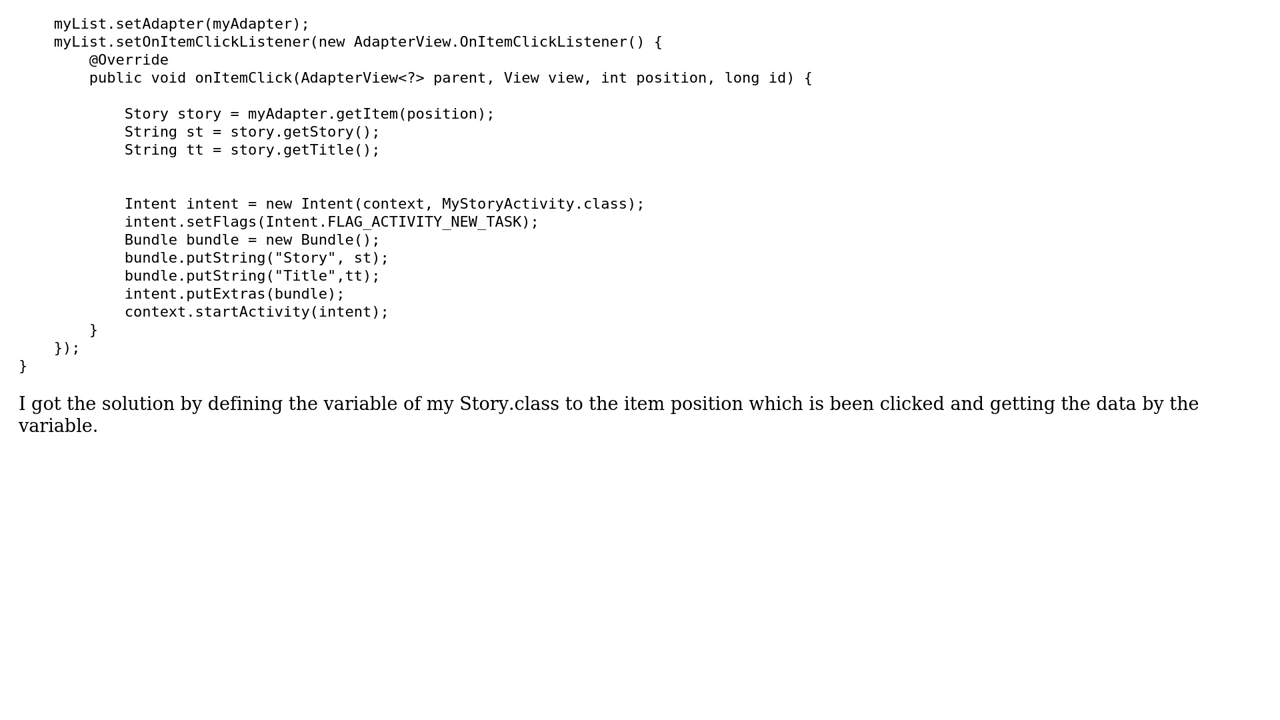 myList.setAdapter(myAdapter);
myList.setOnItemClickListener(new AdapterView.OnItemClickListener() {
@Override
public void onItemClick(AdapterView<?> parent, View view, int position, long id) {
Story story = myAdapter.getItem(position);
String st = story.getStory();
String tt = story.getTitle();
Intent intent = new Intent(context, MyStoryActivity.class);
intent.setFlags(Intent.FLAG_ACTIVITY_NEW_TASK);
Bundle bundle = new Bundle();
bundle.putString("Story", st);
bundle.putString("Title",tt);
intent.putExtras(bundle);
context.startActivity(intent);
}
});
}
I got the solution by defining the variable of my Story.class to the item position which is been clicked and getting the data by the
variable.